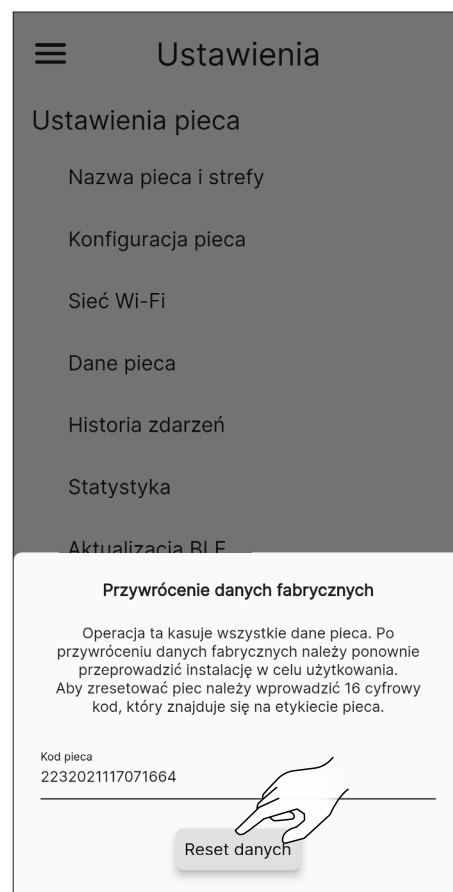 Ustawienia
Ustawienia pieca
Nazwa pieca i strefy
Konfiguracja pieca
Sieć Wi-Fi
Dane pieca
Historia zdarzeń
Statystyka
Aktualizacja BLE
Przywrócenie danych fabrycznych
Operacja ta kasuje wszystkie dane pieca. Po
przywróceniu danych fabrycznych należy ponownie
przeprowadzić instalację w celu użytkowania.
Aby zresetować piec należy wprowadzić 16 cyfrowy
kod, który znajduje się na etykiecie pieca.
Kod pieca
2232021117071664
Reset danych